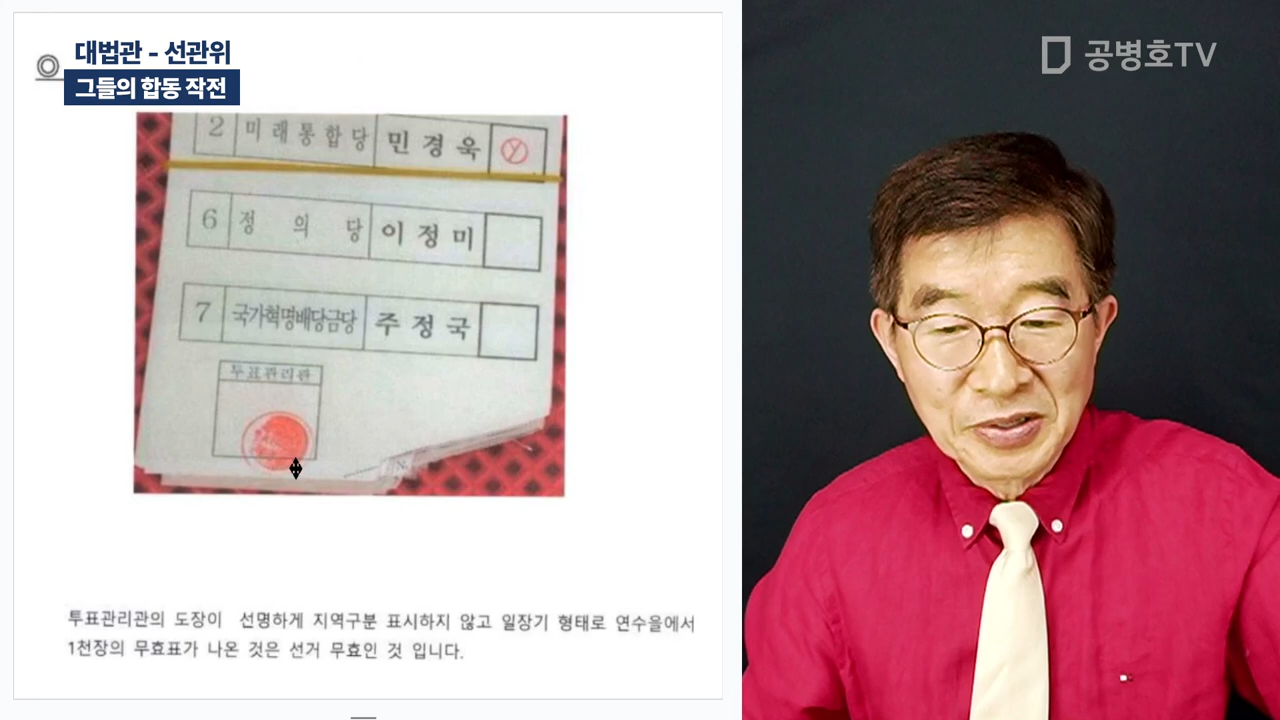 대법관 - 선관위
그들의 합동 작전
공병호TV
2 미래통합당 민경욱
6 정의당 이정미
7 국가혁명배당금당 주정국
투표관리관
투표관리관의 도장이 선명하게 지역구분 표시하지 않고 일장기 형태로 연수을에서
1천장의 무효표가 나온 것은 선거 무효인 것 입니다.